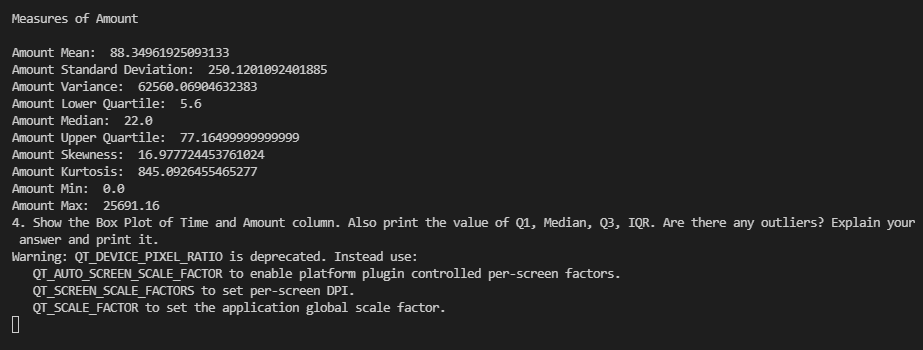 Measures of Amount
Amount Mean:  88.34961925093133
Amount Standard Deviation:  250.1201092401885
Amount Variance:  62560.06904632383
Amount Lower Quartile:  5.6
Amount Median:  22.0
Amount Upper Quartile:  77.16499999999999
Amount Skewness:  16.977724453761024
Amount Kurtosis:  845.0926455465277
Amount Min:  0.0
Amount Max:  25691.16
4. Show the Box Plot of Time and Amount column. Also print the value of Q1, Median, Q3, IQR. Are there any outliers? Explain your
answer and print it.
Warning: QT_DEVICE_PIXEL_RATIO is deprecated. Instead use:
QT_AUTO_SCREEN_SCALE_FACTOR to enable platform plugin controlled per-screen factors.
QT_SCREEN_SCALE_FACTORS to set per-screen DPI.
QT_SCALE_FACTOR to set the application global scale factor.